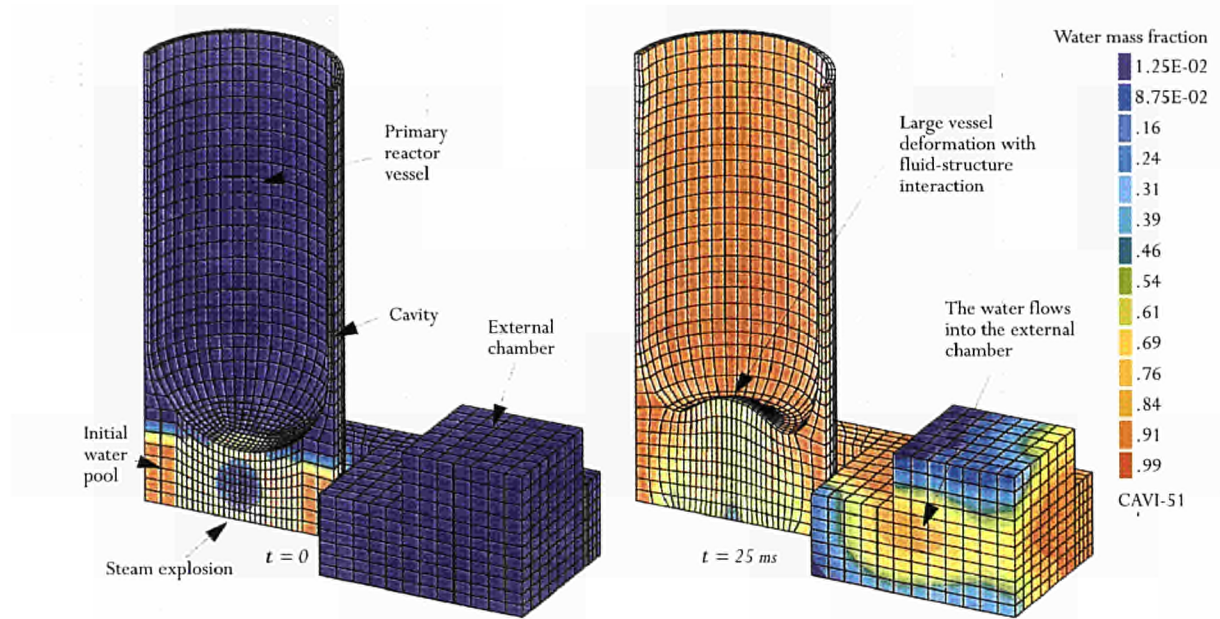 Primary
reactor
vessel
Cavity
External
chamber
Initial
water
pool
Steam explosion
t = 0
Large vessel
deformation with
fluid-structure
interaction
The water flows
into the external
chamber
t = 25 ms
Water mass fraction
1.25E-02
8.75E-02
.16
.24
.31
.39
.46
.54
.61
.69
.76
.84
.91
.99
CAVI-51